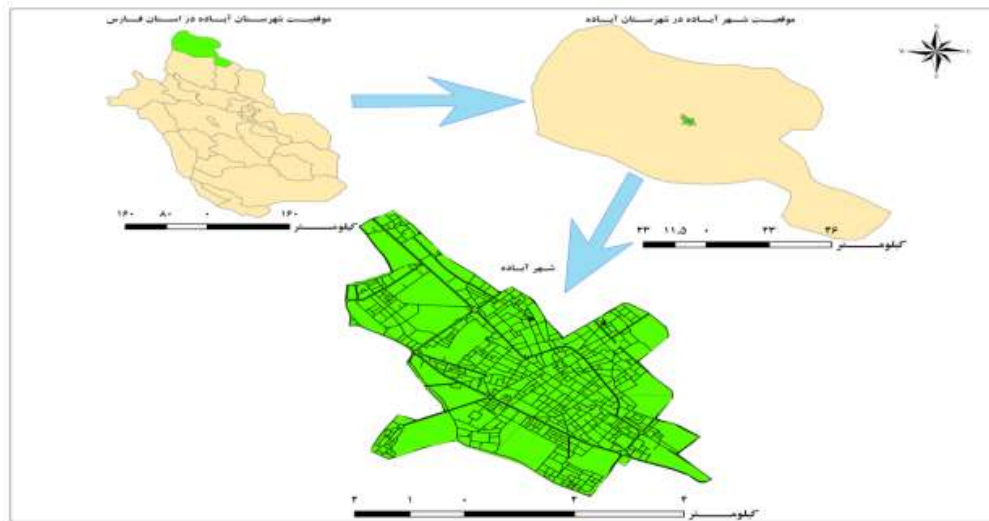 موقعیت شهرستان آباده در استان فارس
موقعیت شهر آباده در شهرستان آباده
۱۶۰ ۸۰ ۰ ۱۶۰
کیلومتر
۲۳ ۱۱.۵ ۰ ۲۳ ۴۶
کیلومتر
شهر آباده
۲ ۱ ۰ ۲ ۴
کیلومتر